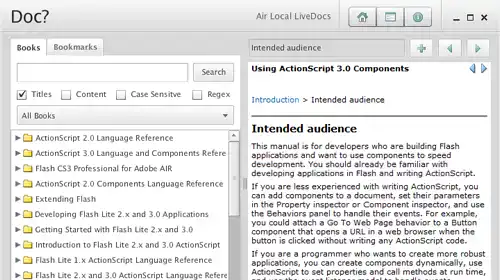 Doc?
Air Local LiveDocs
Books
Bookmarks
Search
Titles
Content
Case Sensitve
Regex
All Books
ActionScript 2.0 Language Reference
ActionScript 3.0 Language and Components Refere
Flash CS3 Professional for Adobe AIR
ActionScript 2.0 Components Language Reference
Extending Flash
Developing Flash Lite 2.x and 3.0 Applications
Getting Started with Flash Lite 2.x and 3.0
Introduction to Flash Lite 2.x and 3.0 ActionScript
Flash Lite 1.x ActionScript Language Reference
Flash Lite 2.x and 3.0 ActionScript Language Refere
Intended audience
Using ActionScript 3.0 Components
Introduction > Intended audience
Intended audience
This manual is for developers who are building Flash
applications and want to use components to speed
development. You should already be familiar with
developing applications in Flash and writing ActionScript.
If you are less experienced with writing ActionScript, you
can add components to a document, set their parameters
in the Property inspector or Component inspector, and
use the Behaviors panel to handle their events. For example,
you could attach a Go To Web Page behavior to a Button
component that opens a URL in a web browser when the
button is clicked without writing any ActionScript code.
If you are a programmer who wants to create more robust
applications, you can create components dynamically, use
ActionScript to set properties and call methods at run time,